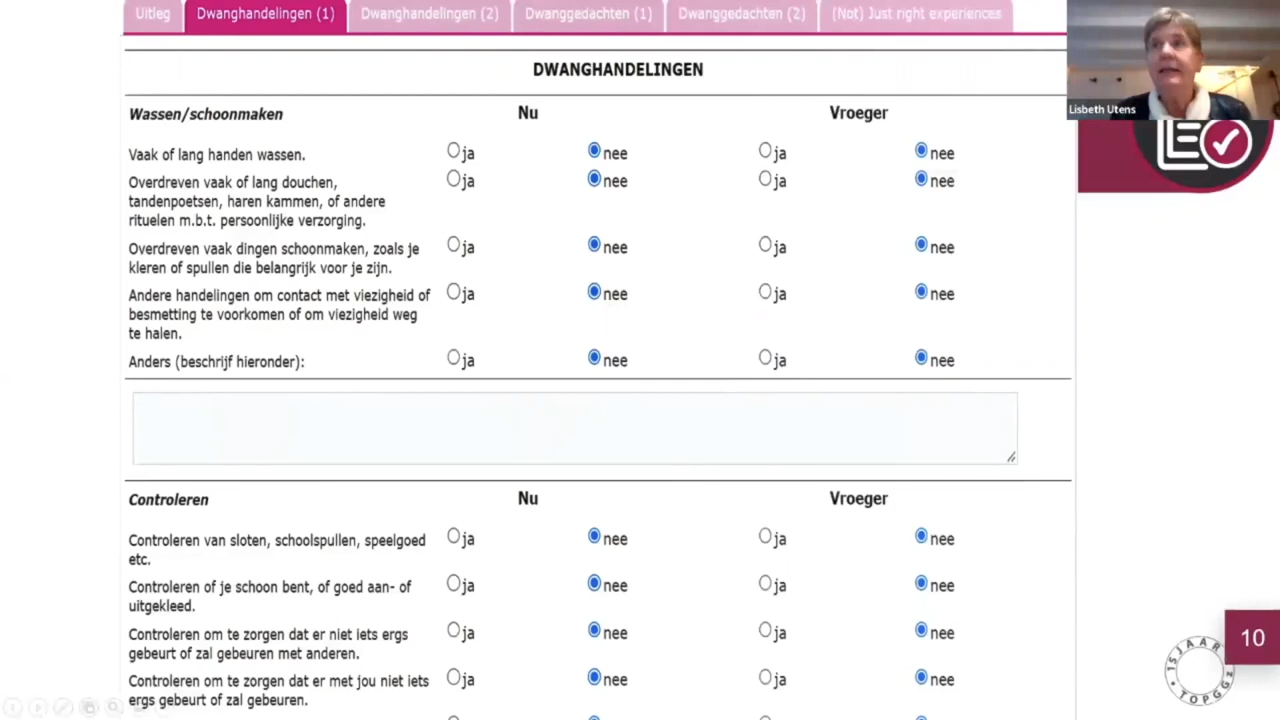 Uitleg Dwanghandelingen (1) Dwanghandelingen (2) Dwanggedachten (1) Dwanggedachten (2) (Not) Just right experiences
Lisbeth Utens
DWANGHANDELINGEN
Wassen/schoonmaken Nu Vroeger
Vaak of lang handen wassen. ja nee ja nee
Overdreven vaak of lang douchen, ja nee ja nee
tandenpoetsen, haren kammen, of andere
rituelen m.b.t. persoonlijke verzorging.
Overdreven vaak dingen schoonmaken, zoals je ja nee ja nee
kleren of spullen die belangrijk voor je zijn.
Andere handelingen om contact met viezigheid of ja nee ja nee
besmetting te voorkomen of om viezigheid weg
te halen.
Anders (beschrijf hieronder): ja nee ja nee
Controleren Nu Vroeger
Controleren van sloten, schoolspullen, speelgoed ja nee ja nee
etc.
Controleren of je schoon bent, of goed aan- of ja nee ja nee
uitgekleed.
Controleren om te zorgen dat er niet iets ergs ja nee ja nee
gebeurt of zal gebeuren met anderen.
Controleren om te zorgen dat er met jou niet iets ja nee ja nee
ergs gebeurt of zal gebeuren.
10
15 JAAR
TOPGGz